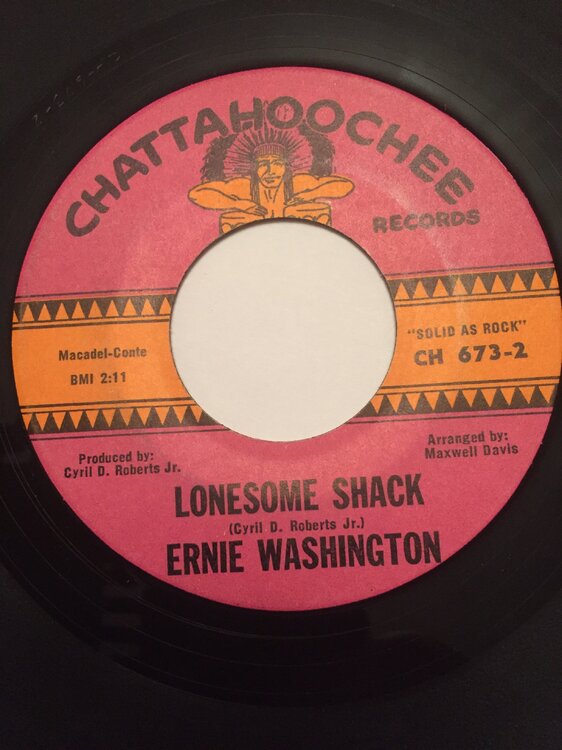 CHATTAHOOCHEE
RECORDS
Macadel-Conte
BMI 2:11
"SOLID AS ROCK"
CH 673-2
Produced by:
Cyril D. Roberts Jr.
Arranged by:
Maxwell Davis
LONESOME SHACK
(Cyril D. Roberts Jr.)
ERNIE WASHINGTON